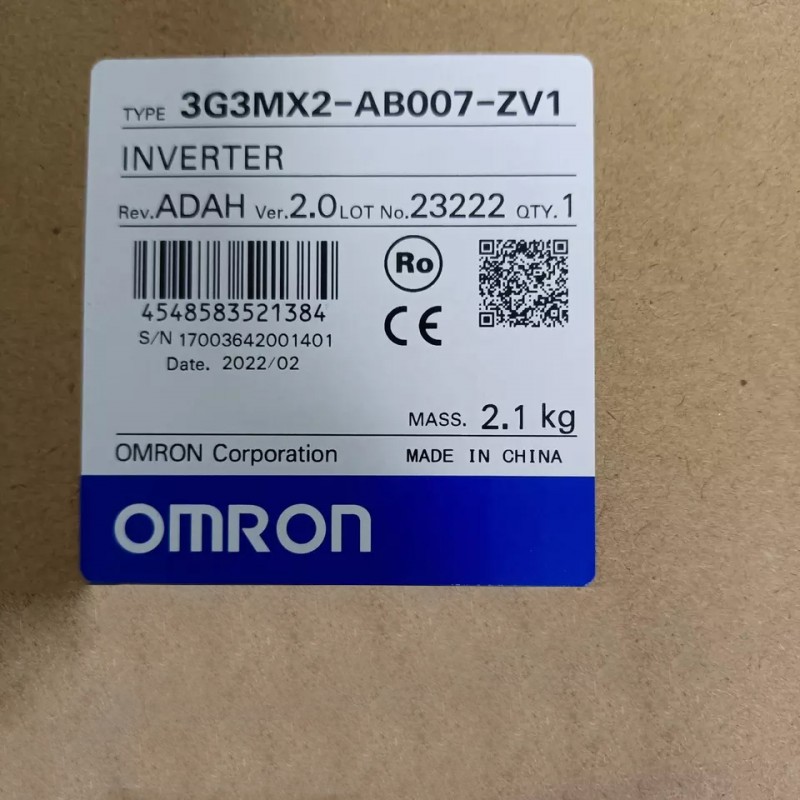 TYPE 3G3MX2-AB007-ZV1
INVERTER
Rev.ADAH Ver.2.0 LOT No.23222 QTY.1
Ro
4548583521384
CE
S/N 17003642001401
Date. 2022/02
MASS. 2.1 kg
OMRON Corporation MADE IN CHINA
OMRON